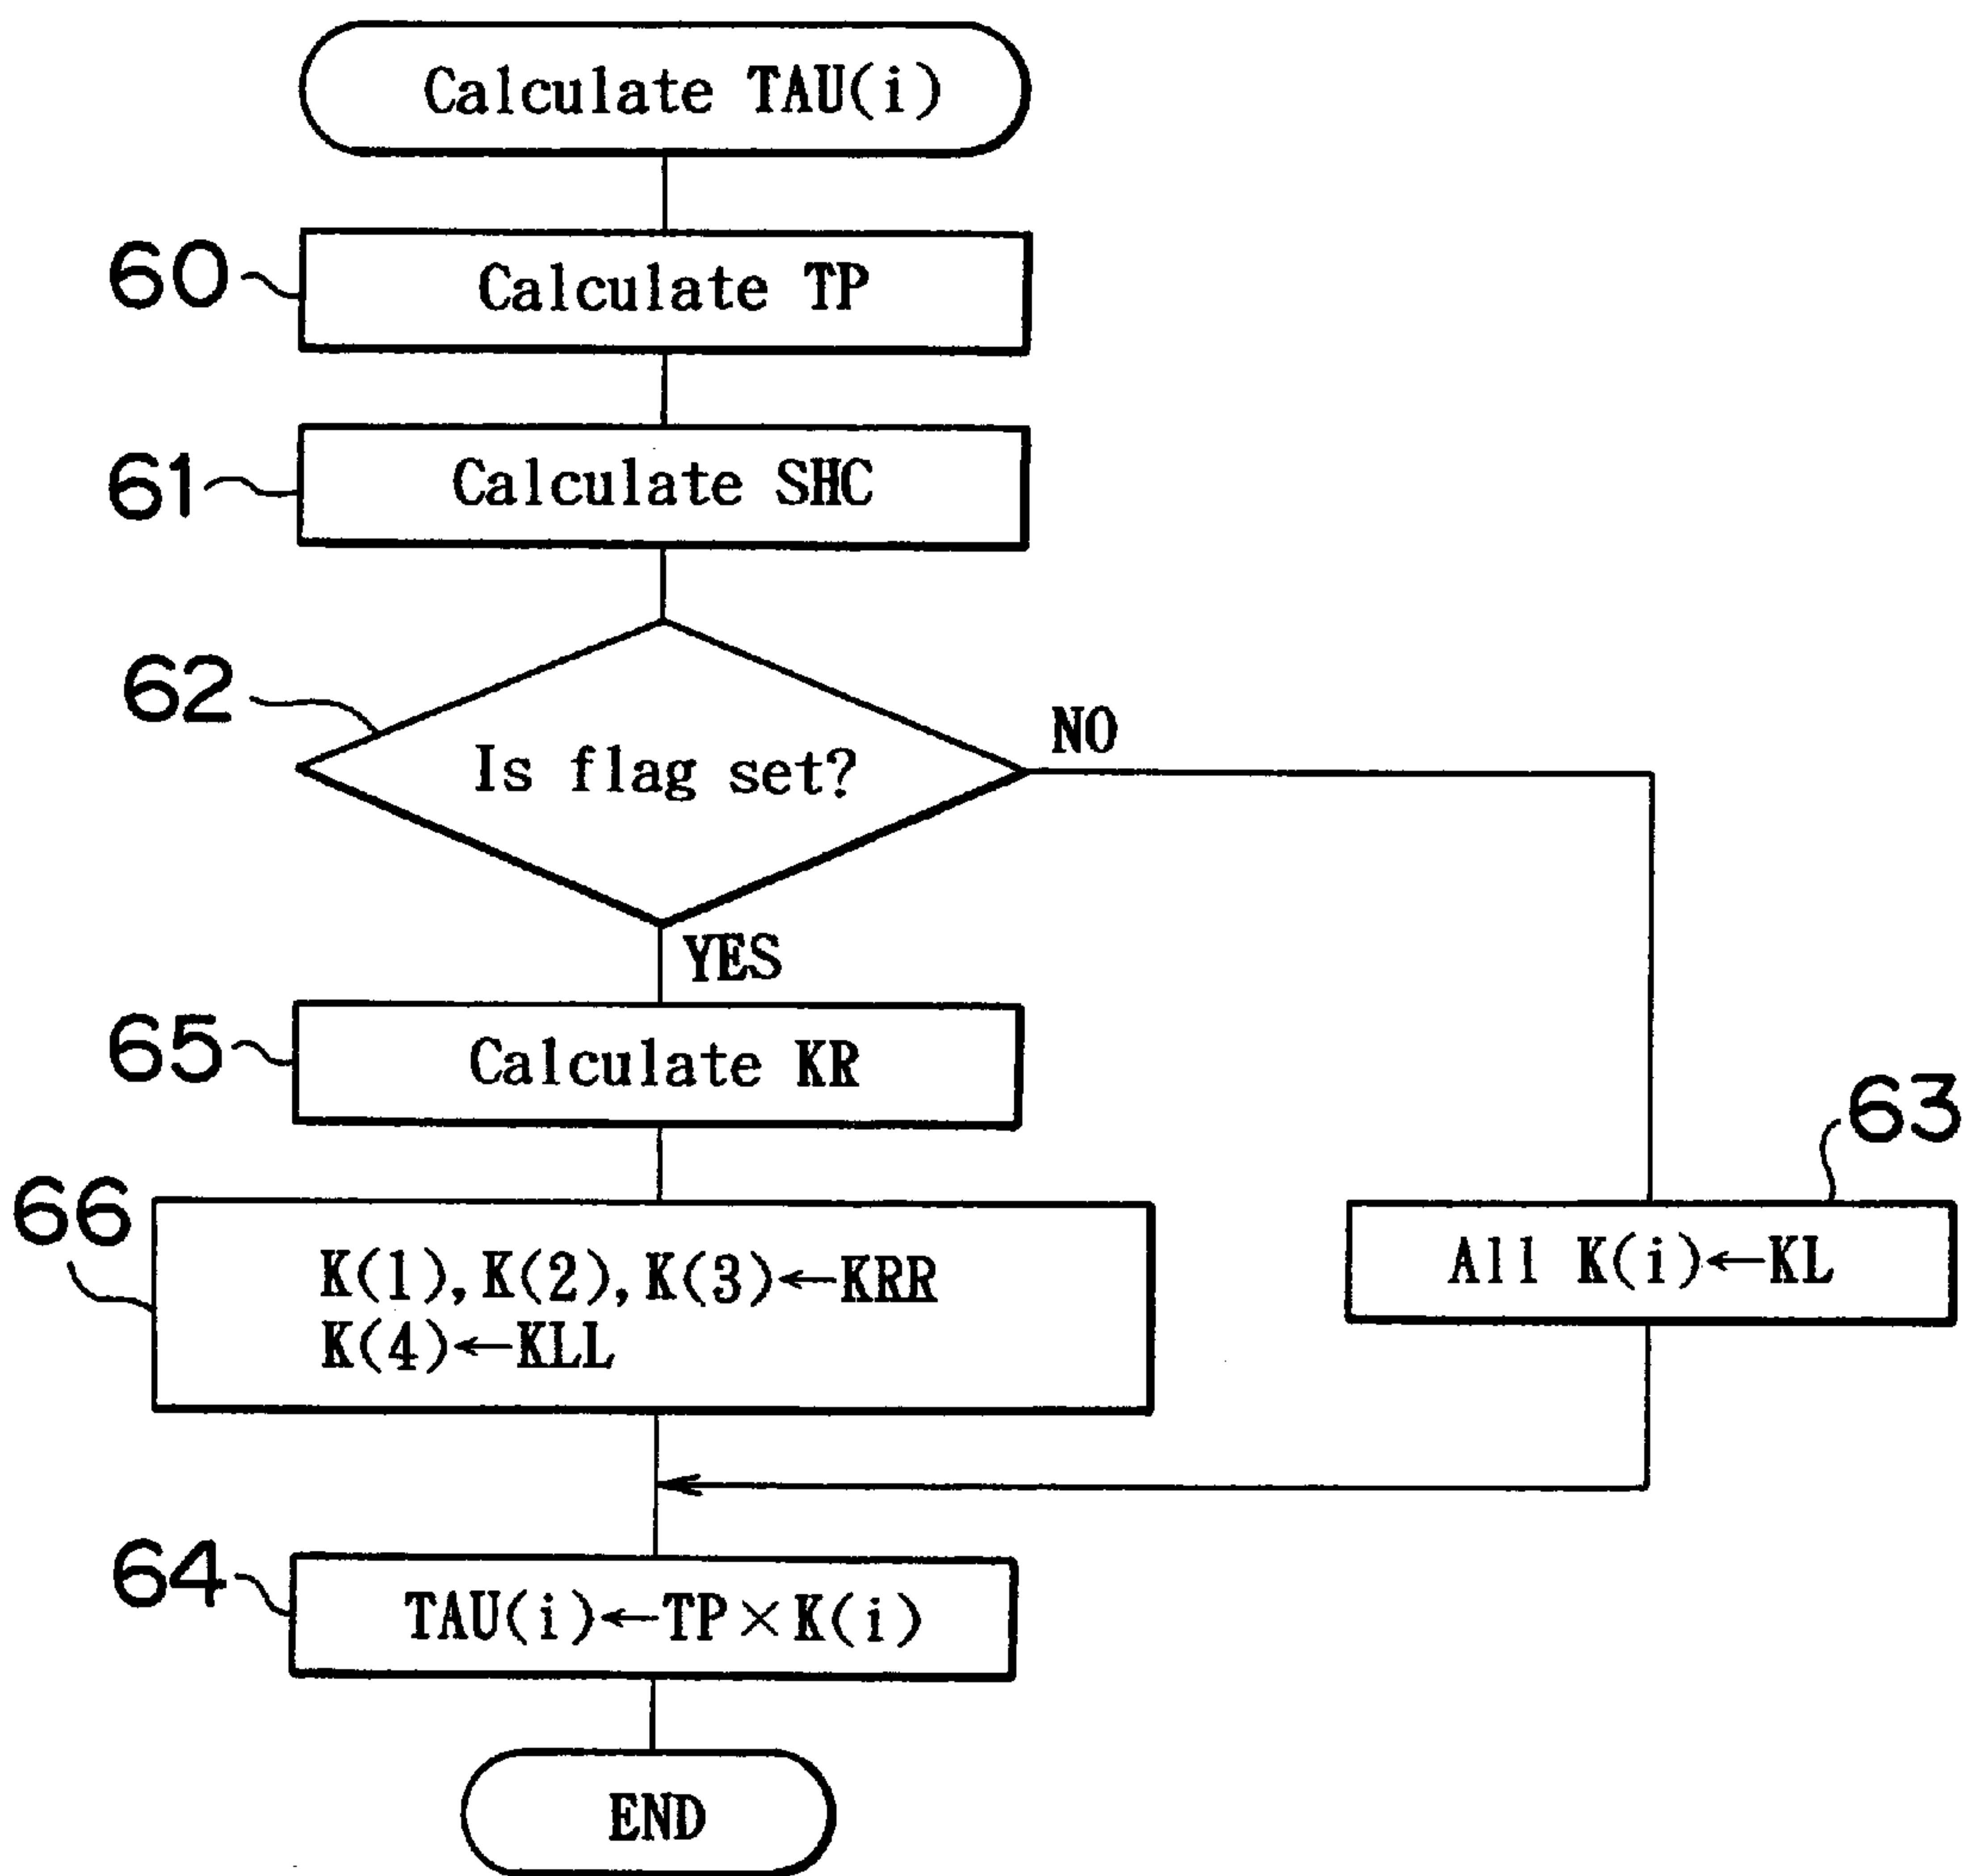 Calculate TAU(i)
60
Calculate TP
61
Calculate SHC
62
Is flag set?
NO
YES
65
Calculate KR
63
66
K(1),K(2),K(3)←KRR
K(4)←KLL
All K(i)←KL
64
TAU(i)←TP×K(i)
END